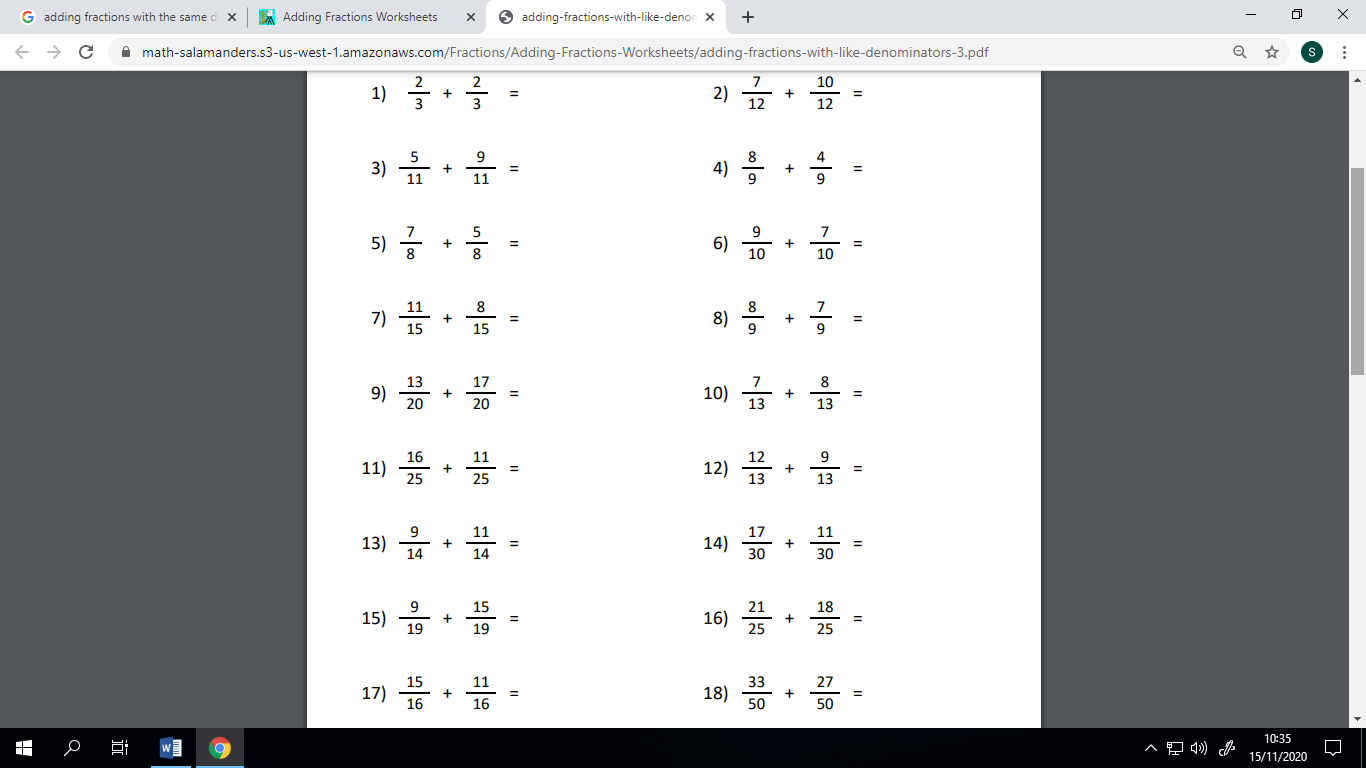 adding fractions with the same d
Adding Fractions Worksheets
adding-fractions-with-like-denon
math-salamanders.s3-us-west-1.amazonaws.com/Fractions/Adding-Fractions-Worksheets/adding-fractions-with-like-denominators-3.pdf
S
1) 2/3 + 2/3 =
2) 7/12 + 10/12 =
3) 5/11 + 9/11 =
4) 8/9 + 4/9 =
5) 7/8 + 5/8 =
6) 9/10 + 7/10 =
7) 11/15 + 8/15 =
8) 8/9 + 7/9 =
9) 13/20 + 17/20 =
10) 7/13 + 8/13 =
11) 16/25 + 11/25 =
12) 12/13 + 9/13 =
13) 9/14 + 11/14 =
14) 17/30 + 11/30 =
15) 9/19 + 15/19 =
16) 21/25 + 18/25 =
17) 15/16 + 11/16 =
18) 33/50 + 27/50 =
10:35
15/11/2020